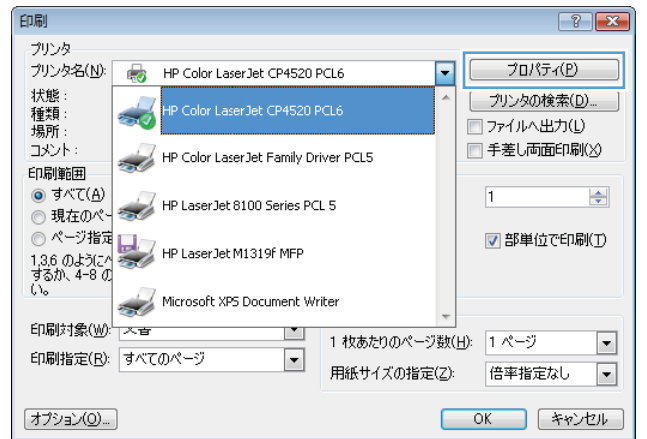 印刷
プリンタ
プリンタ名(N):
HP Color LaserJet CP4520 PCL6
プロパティ(P)
状態:
HP Color LaserJet CP4520 PCL6
プリンタの検索(D)...
種類:
場所:
ファイルへ出力(L)
コメント:
HP Color LaserJet Family Driver PCL5
手差し両面印刷(X)
印刷範囲
すべて(A)
HP LaserJet 8100 Series PCL 5
1
現在のペー
ページ指定
HP LaserJet M1319f MFP
部単位で印刷(T)
1,3,6 のように
するか、4-8 の
い。
Microsoft XPS Document Writer
印刷対象(W):
1 枚あたりのページ数(H):
1 ページ
印刷指定(R):
すべてのページ
用紙サイズの指定(Z):
倍率指定なし
オプション(O)...
OK
キャンセル